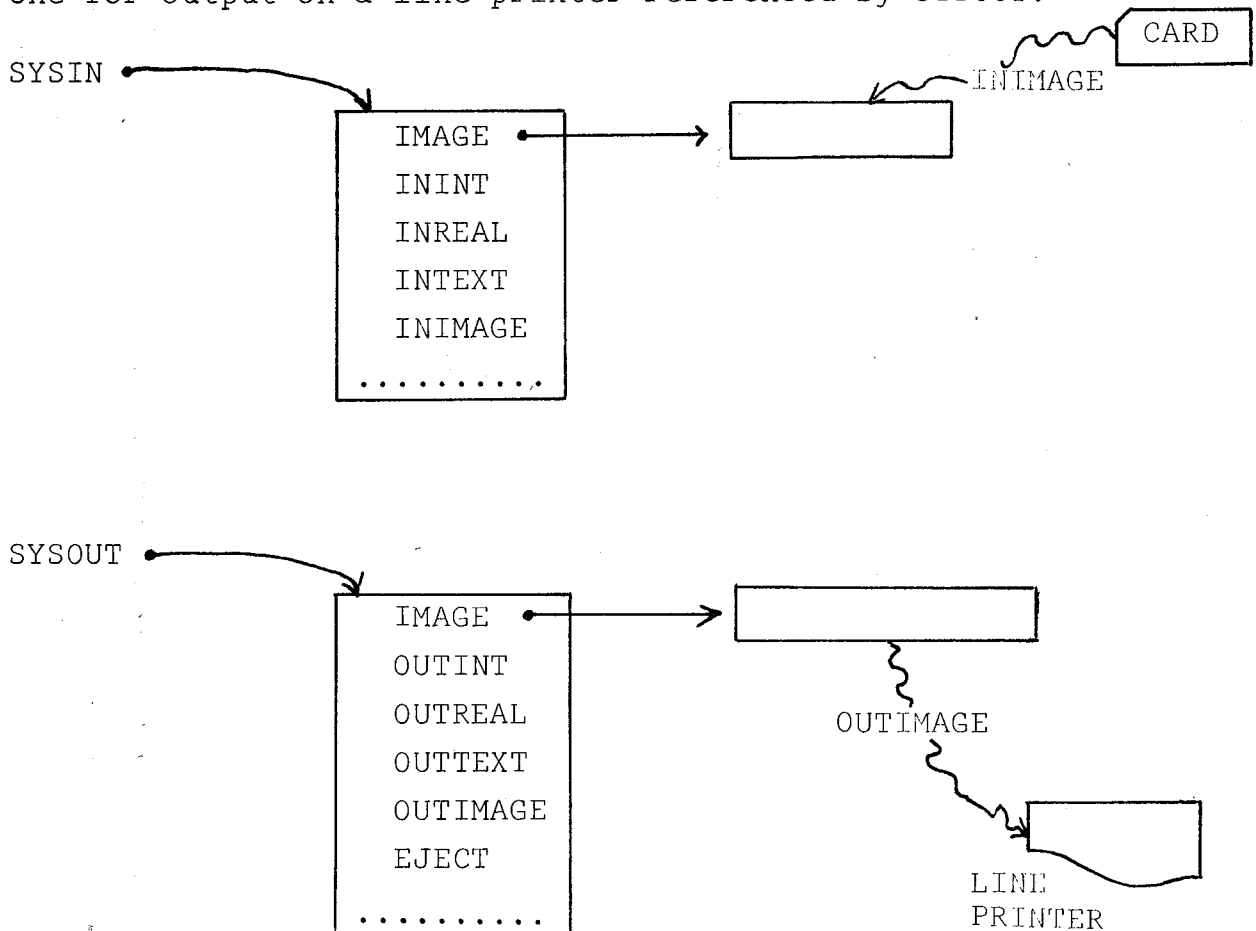 CARD
SYSIN
INIMAGE
IMAGE
ININT
INREAL
INTEXT
INIMAGE
..........
SYSOUT
IMAGE
OUTINT
OUTREAL
OUTTEXT
OUTIMAGE
EJECT
..........
OUTIMAGE
LINE
PRINTER